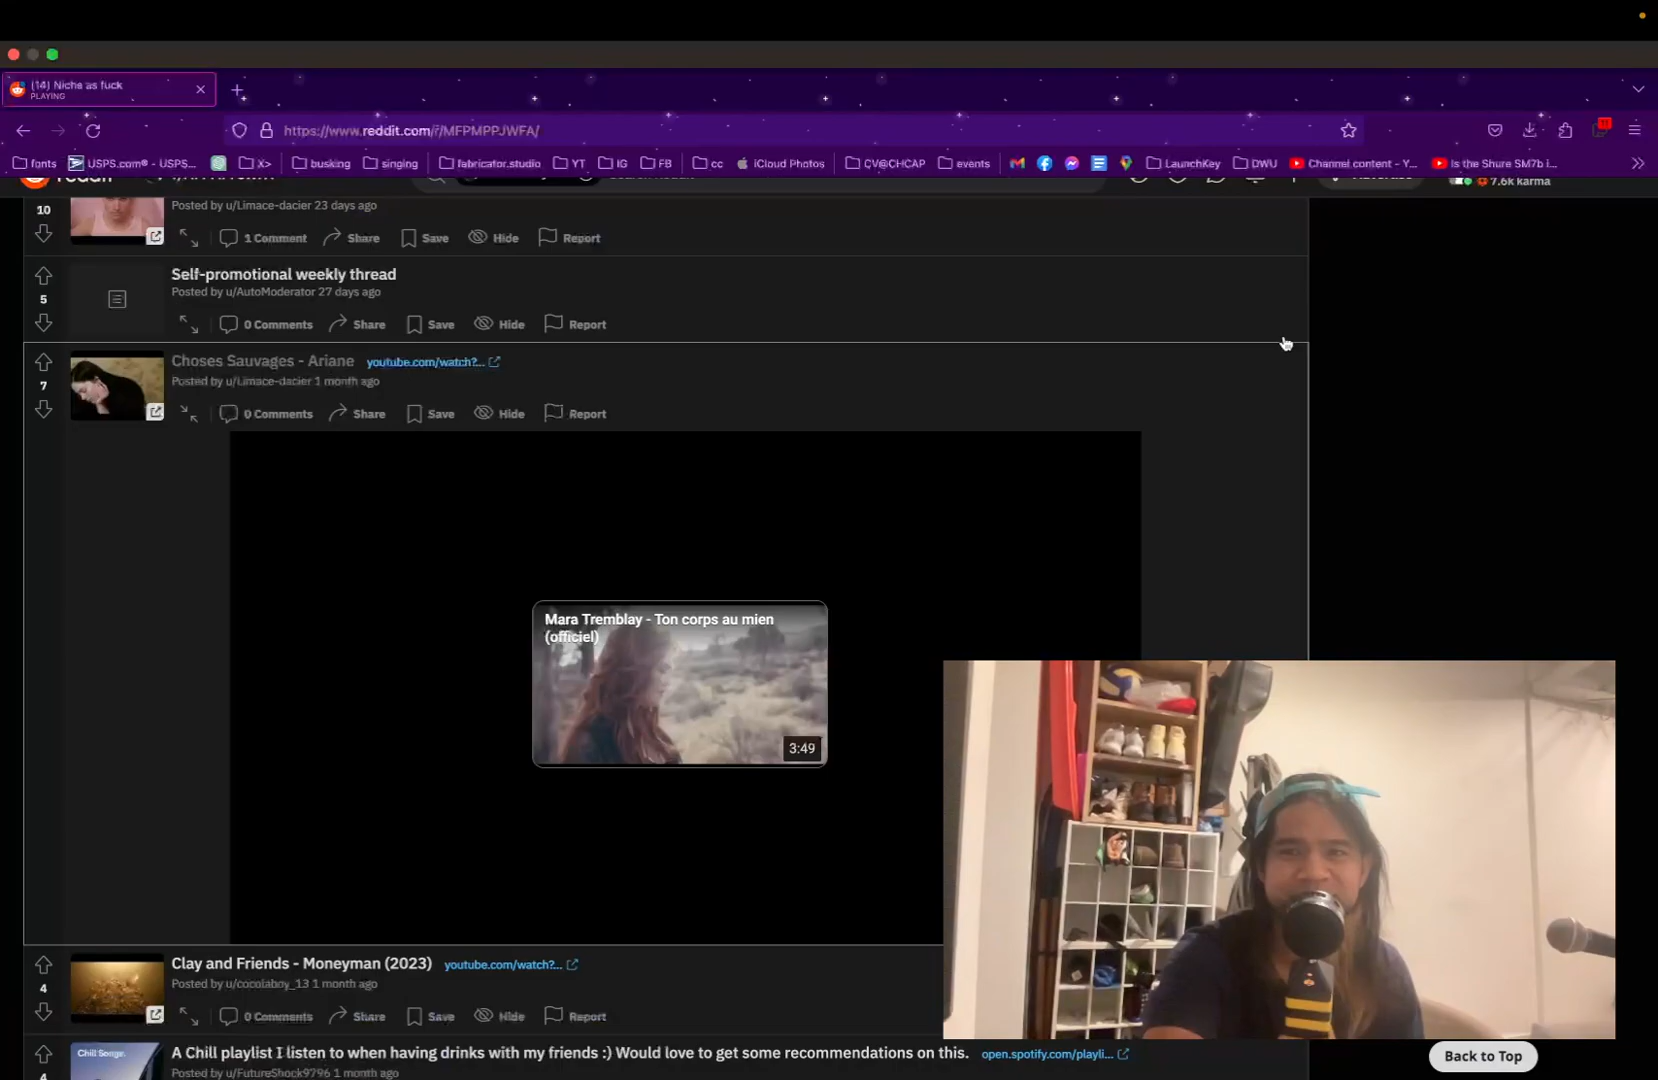 (14) Niche as fuck
PLAYING
https://www.reddit.com/r/MFPMPPJWFA/
fonts
USPS.com® - USPS...
X>
busking
singing
fabricator.studio
YT
IG
FB
cc
iCloud Photos
CV@CHCAP
events
LaunchKey
DWU
Channel content - Y...
Is the Shure SM7b i...
7.6k karma
10
Posted by u/Limace-dacier 23 days ago
1 Comment
Share
Save
Hide
Report
Self-promotional weekly thread
5
Posted by u/AutoModerator 27 days ago
0 Comments
Share
Save
Hide
Report
Choses Sauvages - Ariane
youtube.com/watch?...
7
Posted by u/Limace-dacier 1 month ago
0 Comments
Share
Save
Hide
Report
Mara Tremblay - Ton corps au mien
(officiel)
3:49
Clay and Friends - Moneyman (2023)
youtube.com/watch?...
4
Posted by u/cocolaboy_13 1 month ago
0 Comments
Share
Save
Hide
Report
Chill Songs.
A Chill playlist I listen to when having drinks with my friends :) Would love to get some recommendations on this.
open.spotify.com/playli...
4
Posted by u/FutureShock9796 1 month ago
Back to Top